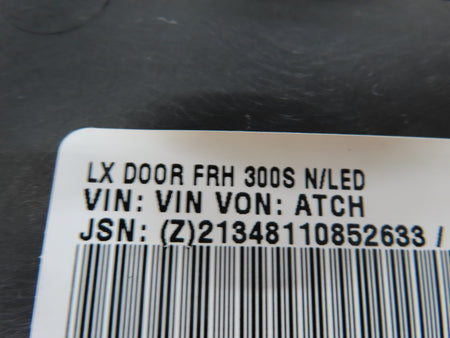 LX DOOR FRH 300S N/LED
VIN: VIN VON: ATCH
JSN: (Z)21348110852633 /